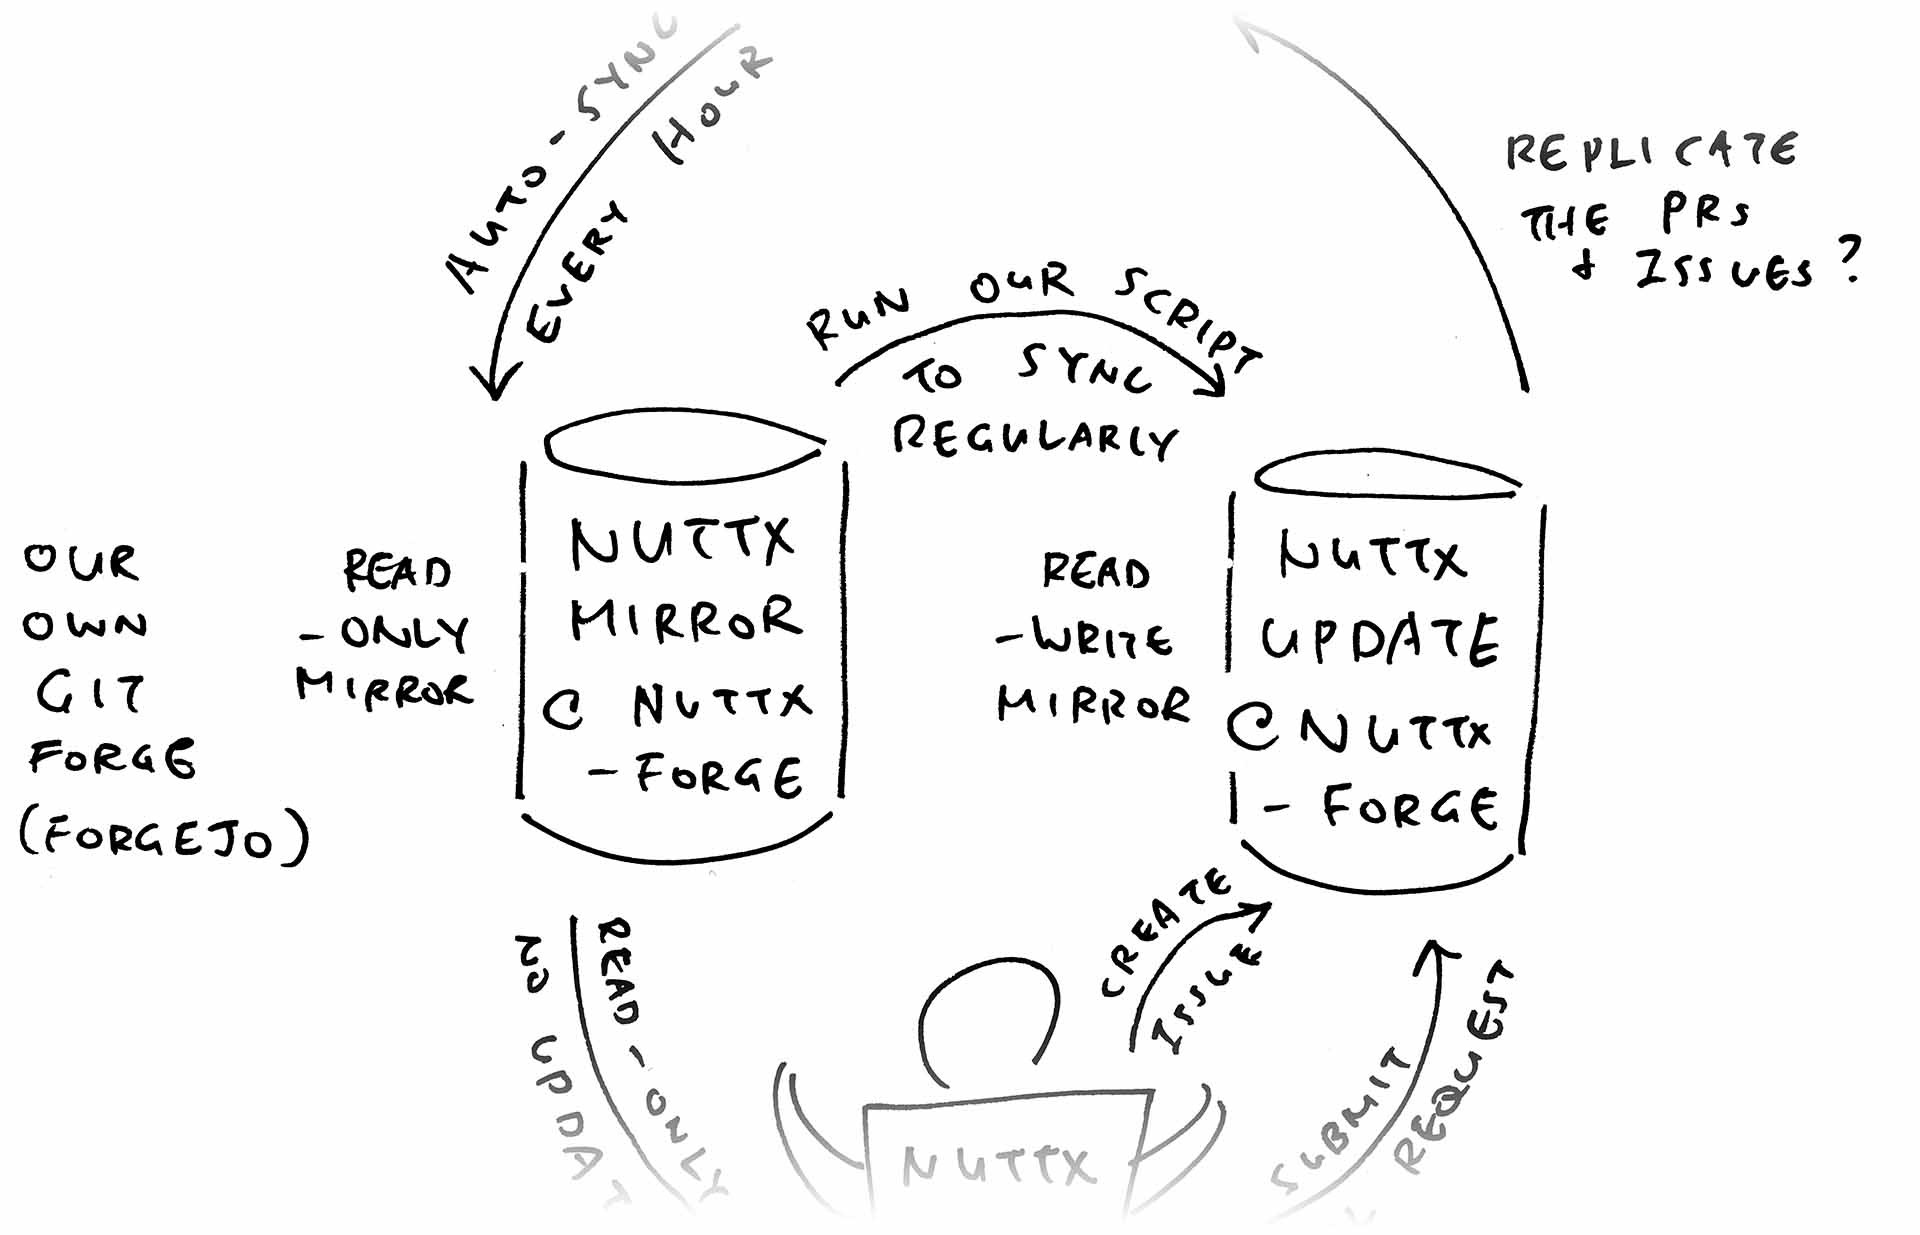 AUTO-SYNC
EVERY HOUR
REPLICATE
THE PRs
& ISSUES?
RUN OUR SCRIPT
TO SYNC
REGULARLY
OUR
OWN
GIT
FORGE
(FORGEJO)
READ
-ONLY
MIRROR
NUTTX
MIRROR
@ NUTTX
-FORGE
READ
-WRITE
MIRROR
NUTTX
UPDATE
@ NUTTX
-FORGE
READ-ONLY
NO UPDAT
CREATE
ISSUE
SUBMIT
REQUEST
NUTTX